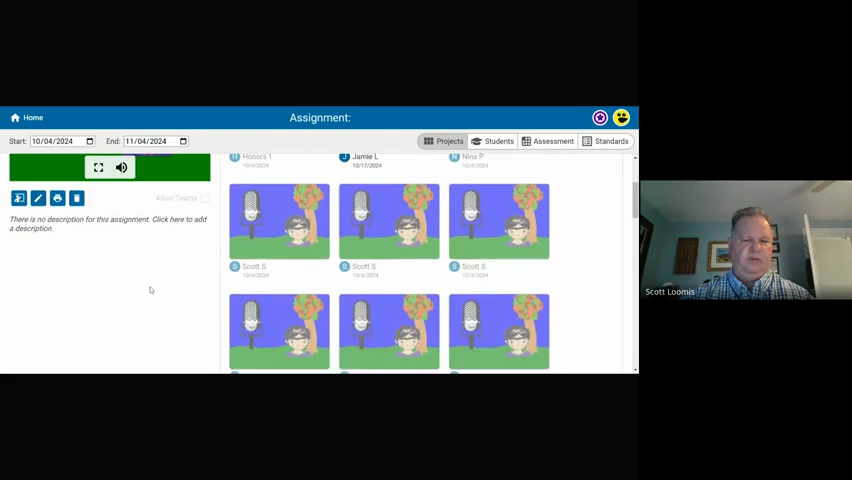 Home
Assignment:
Start: 10/04/2024 End: 11/04/2024
Projects Students Assessment Standards
H Honors 1
10/4/2024
J Jamie L
10/17/2024
N Nina P
10/4/2024
Allow Teams
There is no description for this assignment. Click here to add
a description.
S Scott S
10/4/2024
S Scott S
10/4/2024
S Scott S
10/4/2024
Scott Loomis